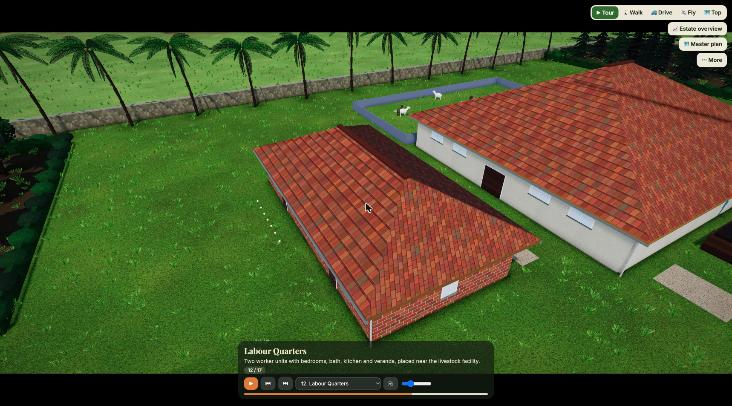 Tour Walk Drive Fly Top
Estate overview
Master plan
More
Labour Quarters
Two worker units with bedrooms, bath, kitchen and veranda, placed near the livestock facility.
12 / 17
12. Labour Quarters